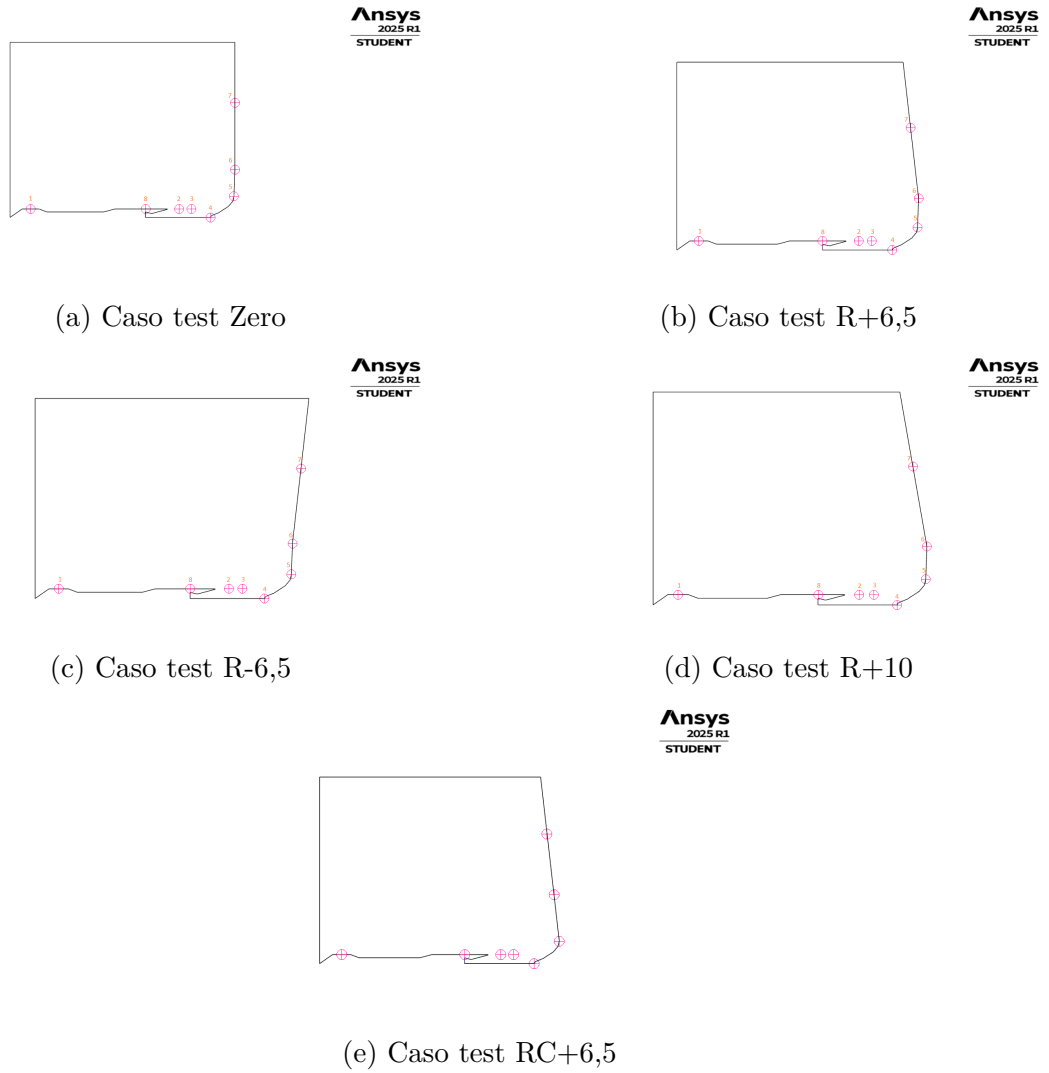 Ansys
2025 R1
STUDENT
7
6
5
1
8
2
3
4
(a) Caso test Zero
Ansys
2025 R1
STUDENT
7
6
5
1
8
2
3
4
(b) Caso test R+6,5
Ansys
2025 R1
STUDENT
7
6
5
1
8
2
3
4
(c) Caso test R-6,5
Ansys
2025 R1
STUDENT
7
6
5
1
8
2
3
4
(d) Caso test R+10
Ansys
2025 R1
STUDENT
(e) Caso test RC+6,5